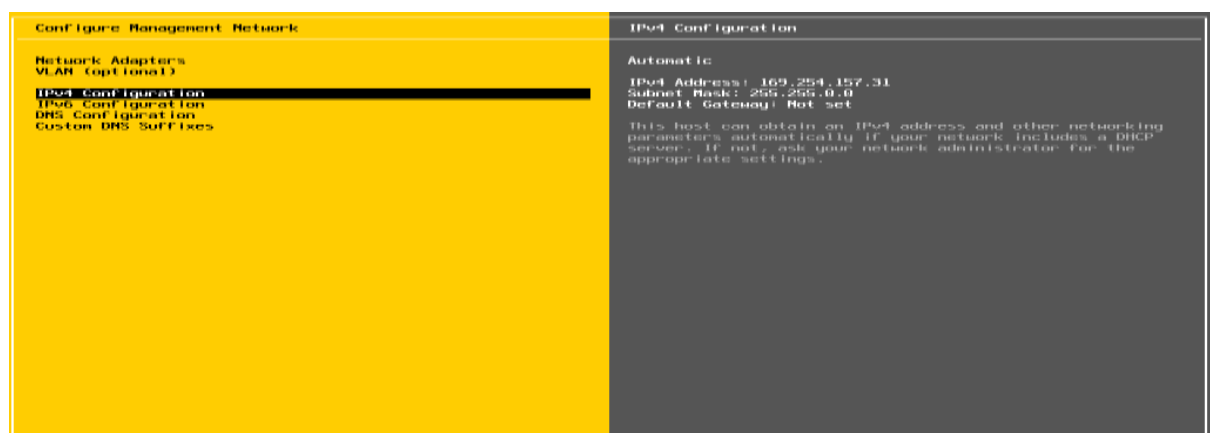 Configure Management Network
Network Adapters
VLAN (optional)
IPv4 Configuration
IPv6 Configuration
DNS Configuration
Custom DNS Suffixes
IPv4 Configuration
Automatic
IPv4 Address: 169.254.157.31
Subnet Mask: 255.255.0.0
Default Gateway: Not set
This host can obtain an IPv4 address and other networking
parameters automatically if your network includes a DHCP
server. If not, ask your network administrator for the
appropriate settings.